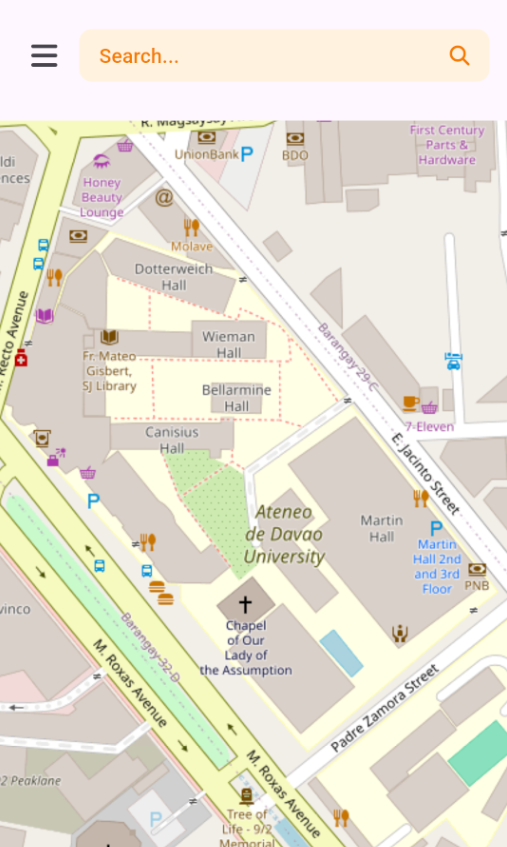 Search...
R. Magsaysay
UnionBank P
BDO
First Century
Parts &
Hardware
Honey
Beauty
Lounge
@
Molave
Dotterweich
Hall
Recto Avenue
Fr. Mateo
Gisbert,
SJ Library
Wieman
Hall
Barangay 29-C
Bellarmine
Hall
Canisius
Hall
7-Eleven
E. Jacinto Street
P
Ateneo
de Davao
University
Martin
Hall
P
Martin
Hall 2nd
and 3rd
Floor
PNB
Barangay 32-D
Chapel
of Our
Lady of
the Assumption
M. Roxas Avenue
Padre Zamora Street
M. Roxas Avenue
2 Peaklane
P
Tree of
Life - 9/2
Memorial